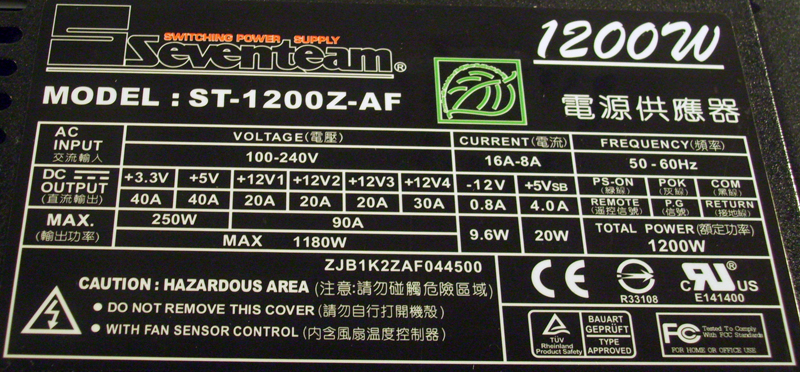 SWITCHING POWER SUPPLY
Seventeam®
1200W
MODEL : ST-1200Z-AF
電源供應器
AC INPUT 交流輸入
VOLTAGE(電壓)
CURRENT(電流)
FREQUENCY(頻率)
100-240V
16A-8A
50-60Hz
DC OUTPUT (直流輸出)
+3.3V +5V +12V1 +12V2 +12V3 +12V4 -12V +5VSB
PS-ON (綠線) POK (灰線) COM (黑線)
40A 40A 20A 20A 20A 30A 0.8A 4.0A
REMOTE (遙控信號) P.G (信號) RETURN (接地線)
MAX. (輸出功率)
250W 90A
9.6W 20W
TOTAL POWER (額定功率)
MAX 1180W
1200W
ZJB1K2ZAF044500
CAUTION : HAZARDOUS AREA (注意:請勿碰觸危險區域)
• DO NOT REMOVE THIS COVER (請勿自行打開機殼)
• WITH FAN SENSOR CONTROL (內含風扇溫度控制器)
CE
R33108
C RU US
E141400
TÜV
Rheinland
Product Safety
BAUART
GEPRÜFT
TYPE
APPROVED
FC Tested To Comply
With FCC Standards
FOR HOME OR OFFICE USE